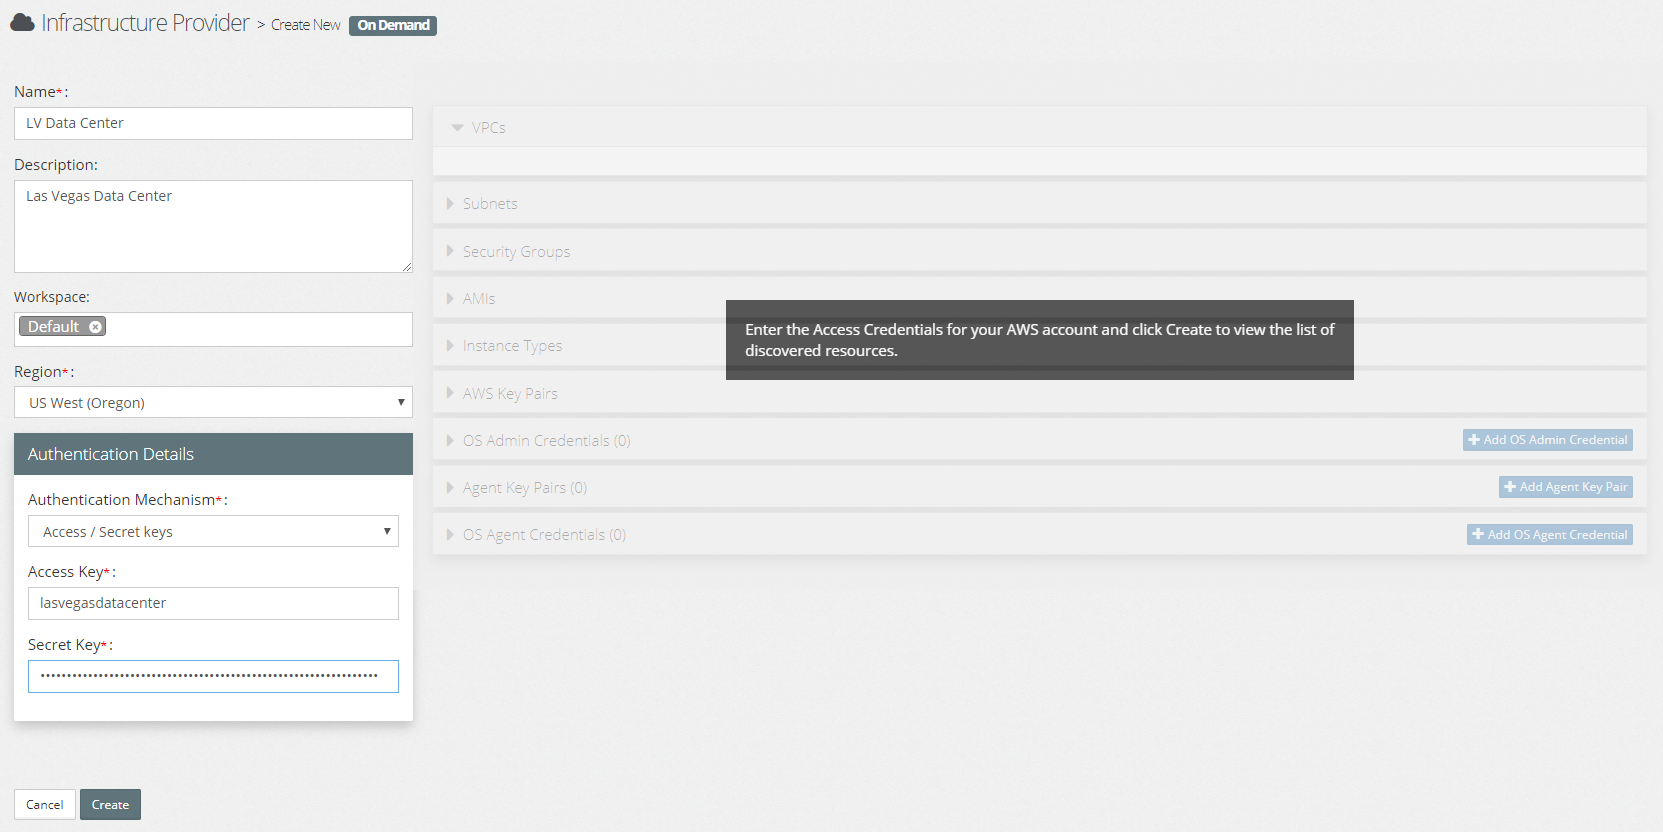 Infrastructure Provider > Create New On Demand
Name*:
LV Data Center
Description:
Las Vegas Data Center
Workspace:
Default
Region*:
US West (Oregon)
Authentication Details
Authentication Mechanism*:
Access / Secret keys
Access Key*:
lasvegasdatacenter
Secret Key*:
Cancel Create
VPCs
Subnets
Security Groups
AMIs
Instance Types
AWS Key Pairs
OS Admin Credentials (0) + Add OS Admin Credential
Agent Key Pairs (0) + Add Agent Key Pair
OS Agent Credentials (0) + Add OS Agent Credential
Enter the Access Credentials for your AWS account and click Create to view the list of
discovered resources.